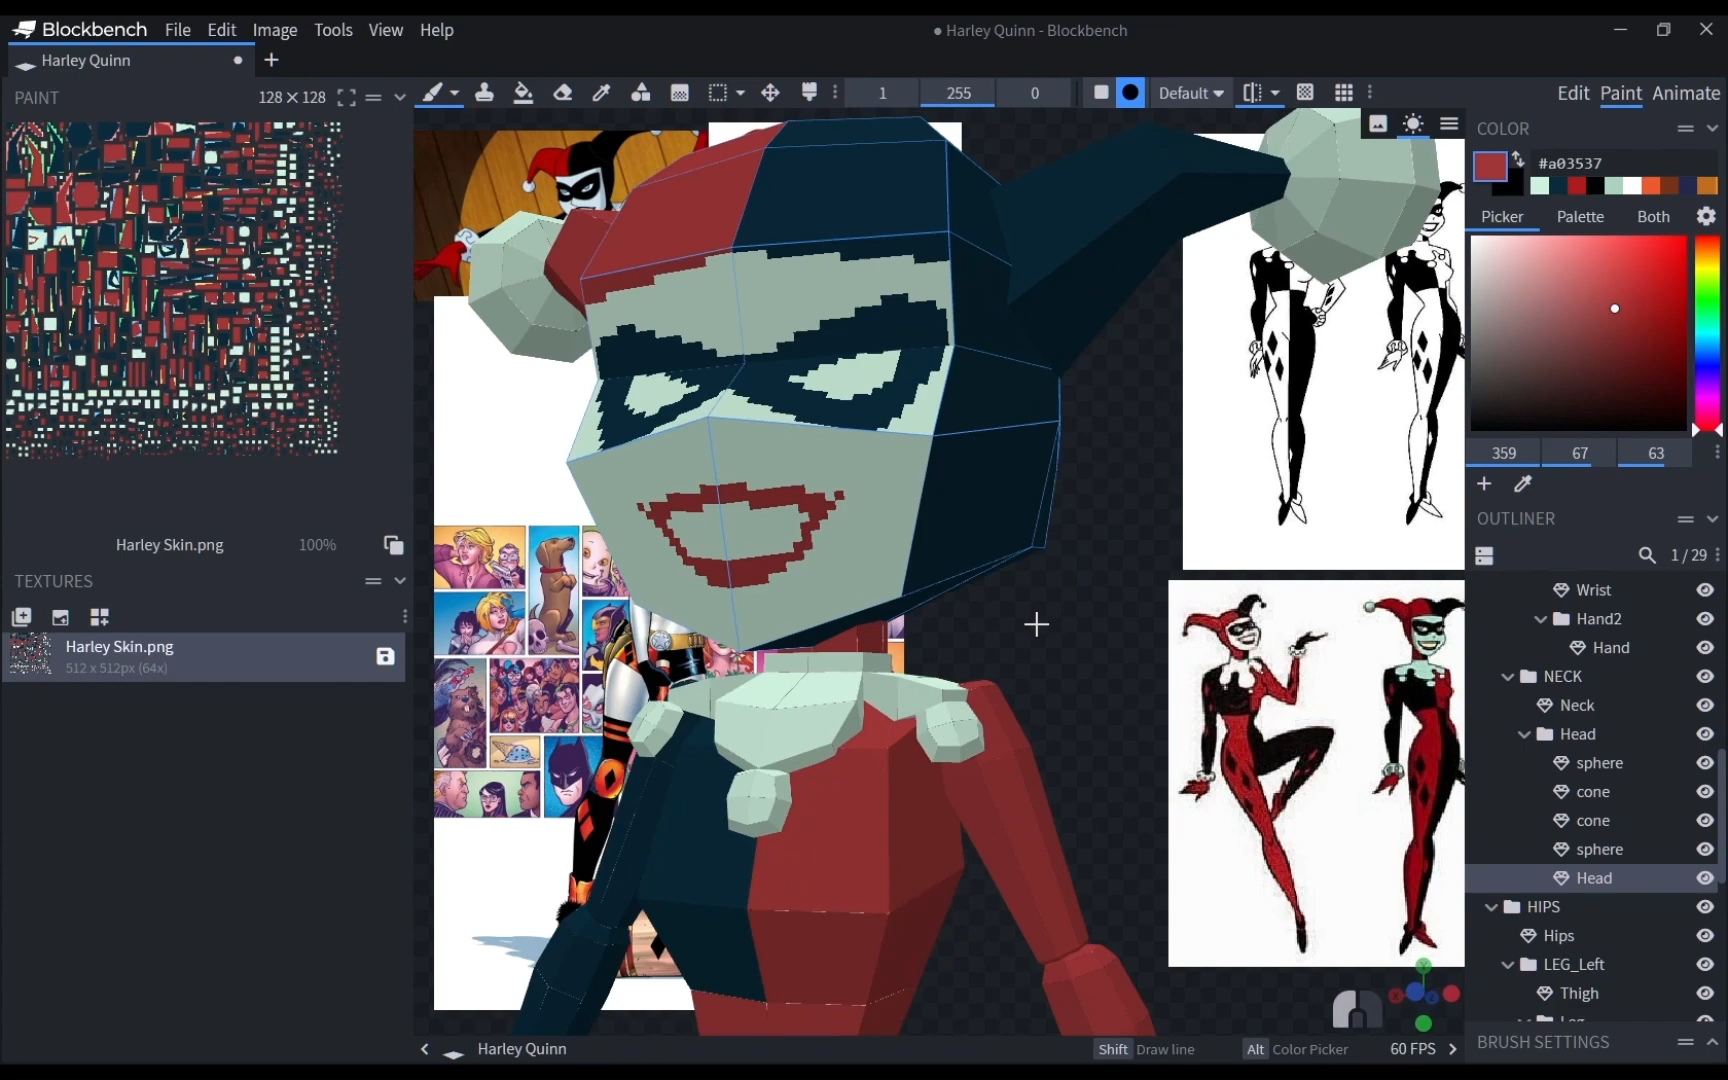 Blockbench File Edit Image Tools View Help
Harley Quinn - Blockbench
Harley Quinn
PAINT 128 × 128
1 255 0 Default
Edit Paint Animate
COLOR
#a03537
Picker Palette Both
359 67 63
Harley Skin.png 100%
TEXTURES
Harley Skin.png
512 x 512px (64x)
OUTLINER
1 / 29
Wrist
Hand2
Hand
NECK
Neck
Head
sphere
cone
cone
sphere
Head
HIPS
Hips
LEG_Left
Thigh
BRUSH SETTINGS
Harley Quinn
Shift Draw line Alt Color Picker 60 FPS